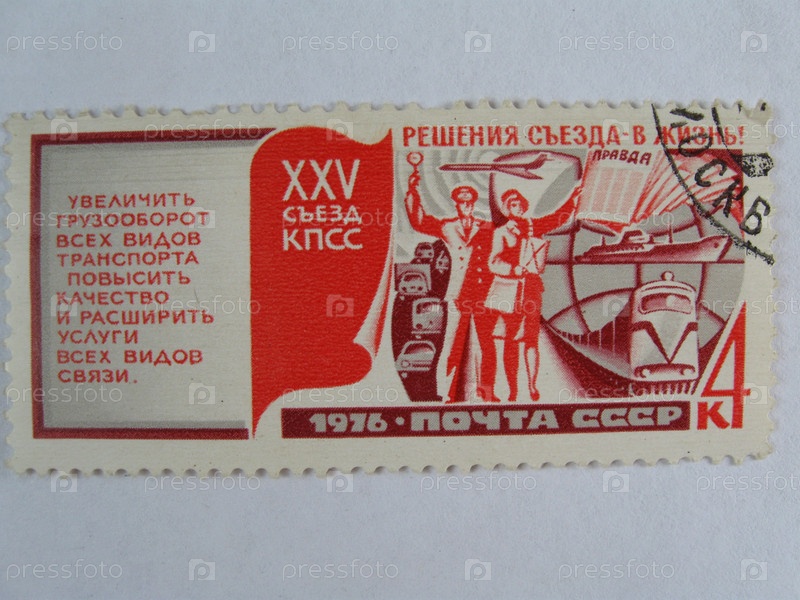 РЕШЕНИЯ СЪЕЗДА-В ЖИЗНЬ!
XXV
СЪЕЗД
КПСС
ПРАВДА
УВЕЛИЧИТЬ
ГРУЗООБОРОТ
ВСЕХ ВИДОВ
ТРАНСПОРТА
ПОВЫСИТЬ
КАЧЕСТВО
И РАСШИРИТЬ
УСЛУГИ
ВСЕХ ВИДОВ
СВЯЗИ.
1976 • ПОЧТА СССР
4
К
pressfoto